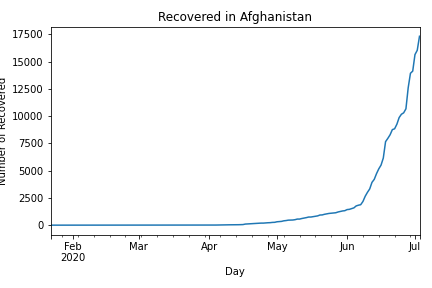 Recovered in Afghanistan
17500
15000
12500
10000
7500
5000
2500
0
Number of Recovered
Feb
2020
Mar
Apr
May
Jun
Jul
Day